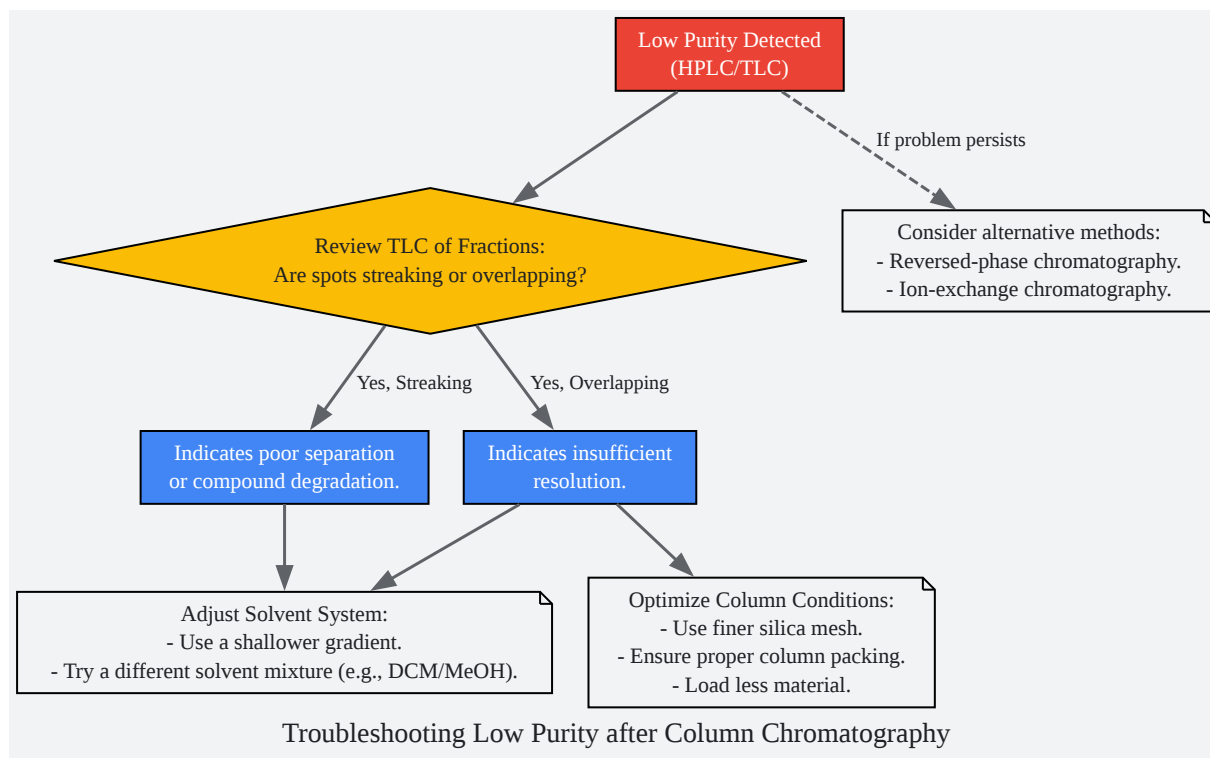 Low Purity Detected
(HPLC/TLC)
If problem persists
Consider alternative methods:
- Reversed-phase chromatography.
- Ion-exchange chromatography.
Review TLC of Fractions:
Are spots streaking or overlapping?
Yes, Streaking
Yes, Overlapping
Indicates poor separation
or compound degradation.
Indicates insufficient
resolution.
Adjust Solvent System:
- Use a shallower gradient.
- Try a different solvent mixture (e.g., DCM/MeOH).
Optimize Column Conditions:
- Use finer silica mesh.
- Ensure proper column packing.
- Load less material.
Troubleshooting Low Purity after Column Chromatography